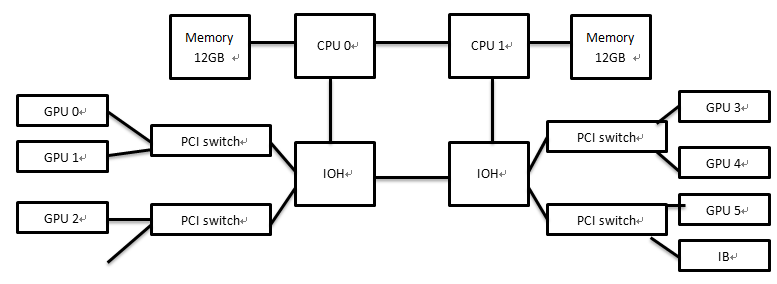 Memory
12GB
CPU 0
CPU 1
Memory
12GB
GPU 0
GPU 1
PCI switch
GPU 2
PCI switch
IOH
IOH
PCI switch
GPU 3
GPU 4
PCI switch
GPU 5
IB